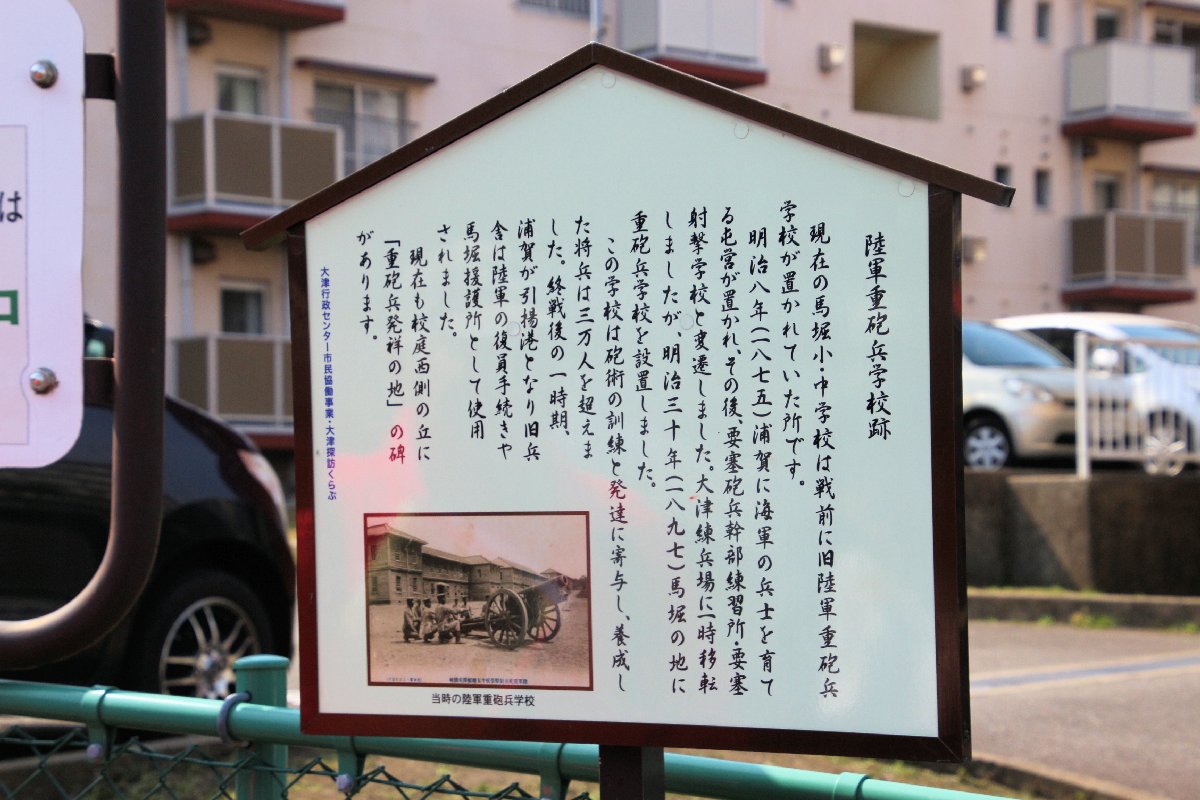 陸軍重砲兵学校跡
現在の馬堀小・中学校は戦前に旧陸軍重砲兵
学校が置かれていた所です。
明治八年(一八七五)浦賀に海軍の兵士を育て
る屯営が置かれ、その後、要塞砲兵幹部練習所・要塞
射撃学校と変遷しました。大津練兵場に一時移転
しましたが、明治三十年(一八九七)馬堀の地に
重砲兵学校を設置しました。
この学校は砲術の訓練と発達に寄与し、養成し
た将兵は三万人を超えま
した。終戦後の一時期、
浦賀が引揚港となり旧兵
舎は陸軍の復員手続きや
馬堀援護所として使用
されました。
現在も校庭西側の丘に
「重砲兵発祥の地」の碑
があります。
大津行政センター市民協働事業・大津探訪くらぶ
当時の陸軍重砲兵学校
は
口